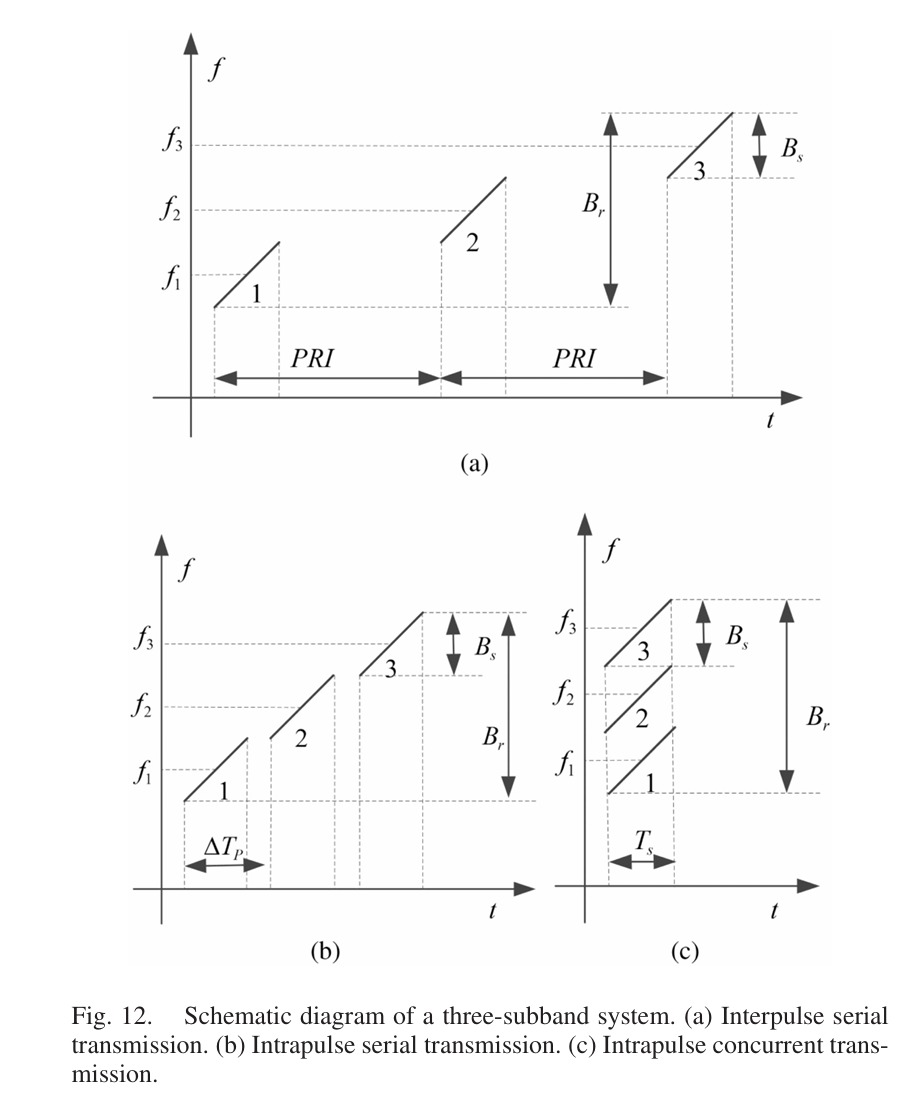 f
f₃
Bₛ
f₂
Bᵣ
3
2
f₁
1
PRI
PRI
t
(a)
f
f
f₃
Bₛ
3
f₂
2
Bᵣ
f₁
1
ΔTₚ
t
f₃
Bₛ
3
f₂
2
Bᵣ
f₁
1
Tₛ
t
(b)
(c)
Fig. 12. Schematic diagram of a three-subband system. (a) Interpulse serial
transmission. (b) Intrapulse serial transmission. (c) Intrapulse concurrent trans-
mission.